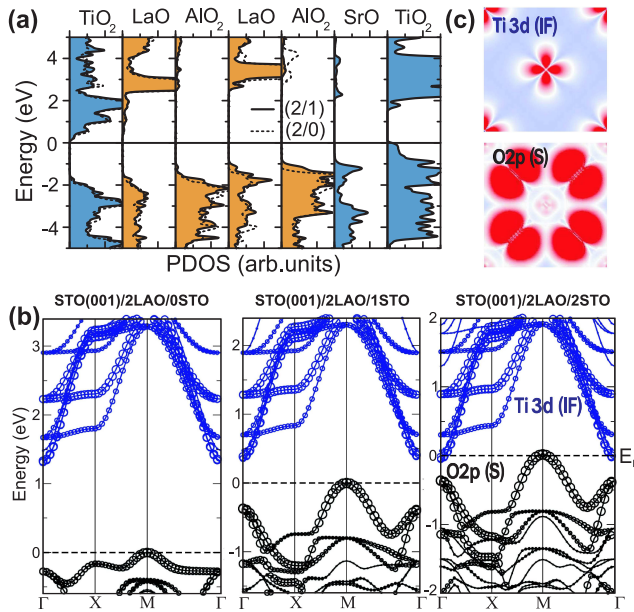 (a)
TiO2 LaO AlO2 LaO AlO2 SrO TiO2
4
2
0
-2
-4
Energy (eV)
(2/1)
(2/0)
PDOS (arb.units)
(c)
Ti 3d (IF)
O2p (S)
(b)
STO(001)/2LAO/0STO STO(001)/2LAO/1STO STO(001)/2LAO/2STO
Energy (eV)
3
2
1
0
Γ X M Γ
2
1
0
-1
Γ X M Γ
2
1
0
-1
-2
Ti 3d (IF)
O2p (S)
Γ X M Γ